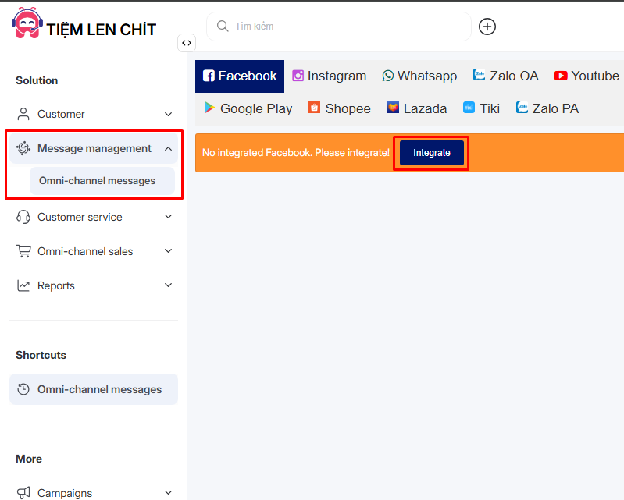 TIỆM LEN CHÍT
Tìm kiếm
Solution
Customer
Message management
Omni-channel messages
Customer service
Omni-channel sales
Reports
Shortcuts
Omni-channel messages
More
Campaigns
Facebook Instagram Whatsapp Zalo OA Youtube
Google Play Shopee Lazada Tiki Zalo PA
No integrated Facebook. Please integrate! Integrate